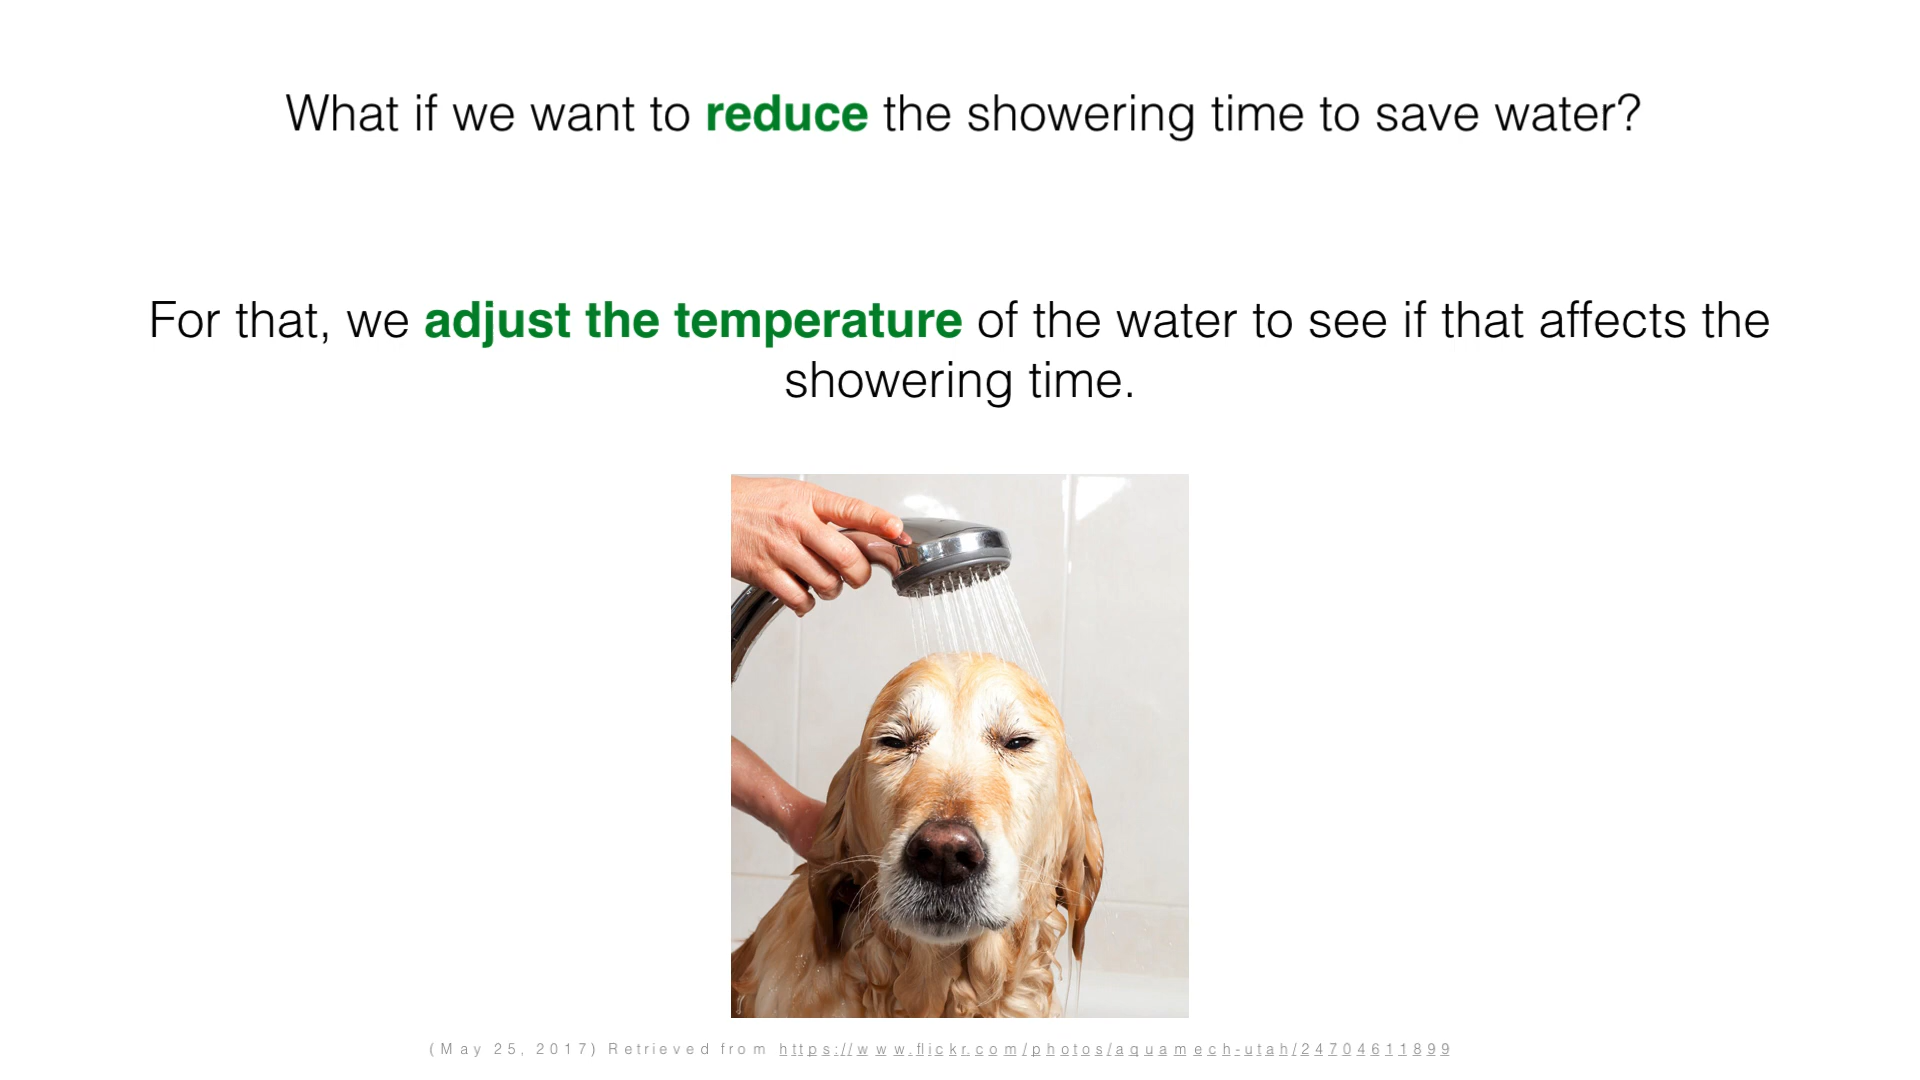 What if we want to reduce the showering time to save water?
For that, we adjust the temperature of the water to see if that affects the
showering time.
(May 25, 2017) Retrieved from https://www.flickr.com/photos/aquamech-utah/24704611899